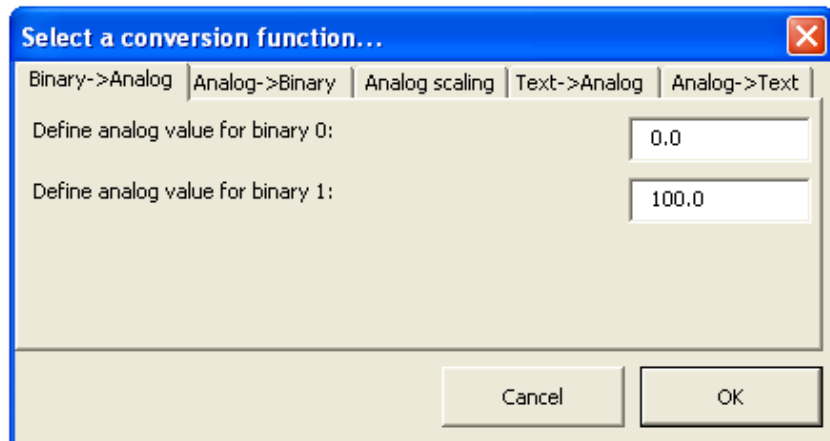 Select a conversion function...
Binary->Analog Analog->Binary Analog scaling Text->Analog Analog->Text
Define analog value for binary 0: 0.0
Define analog value for binary 1: 100.0
Cancel OK